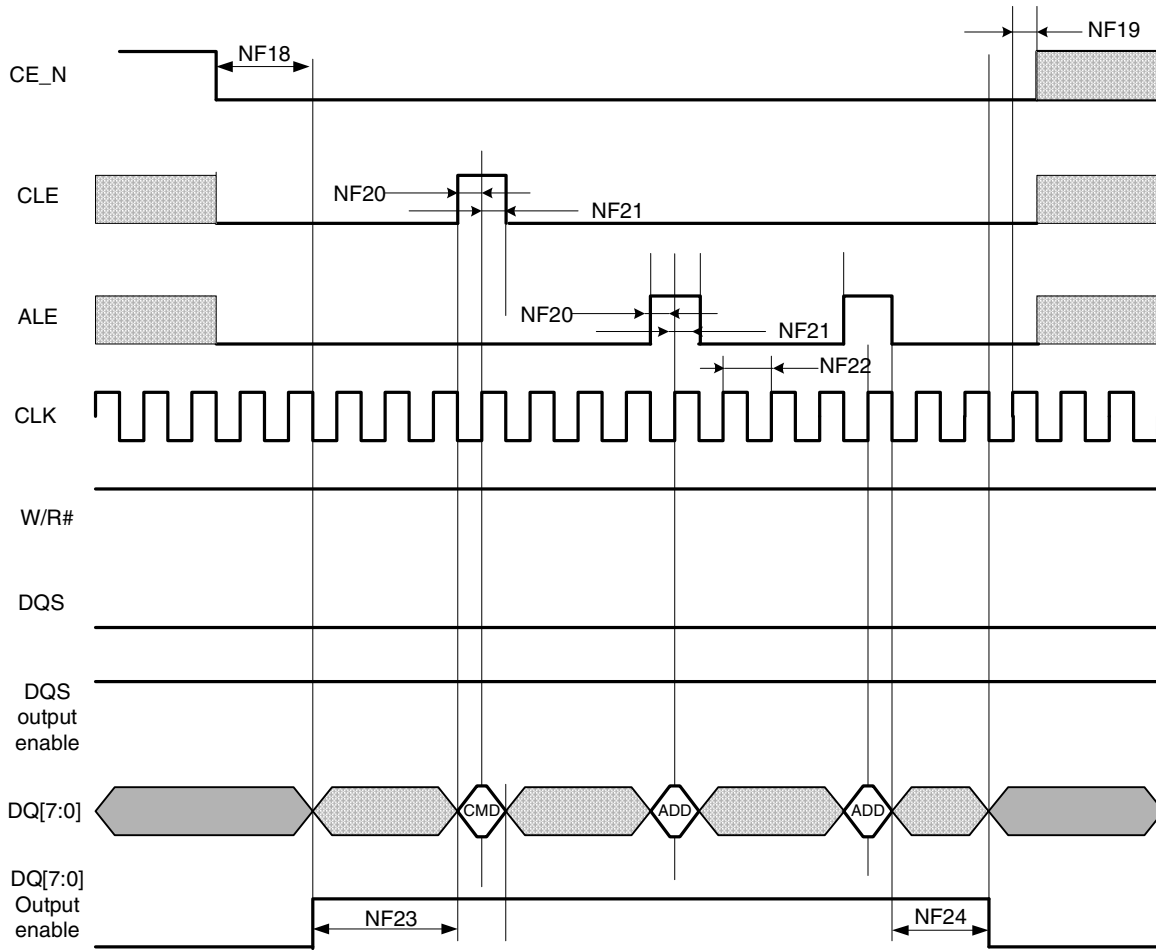 NF19
NF18
CE_N
CLE
NF20
NF21
ALE
NF20
NF21
NF22
CLK
W/R#
DQS
DQS
output
enable
DQ[7:0]
CMD
ADD
ADD
DQ[7:0]
Output
enable
NF23
NF24